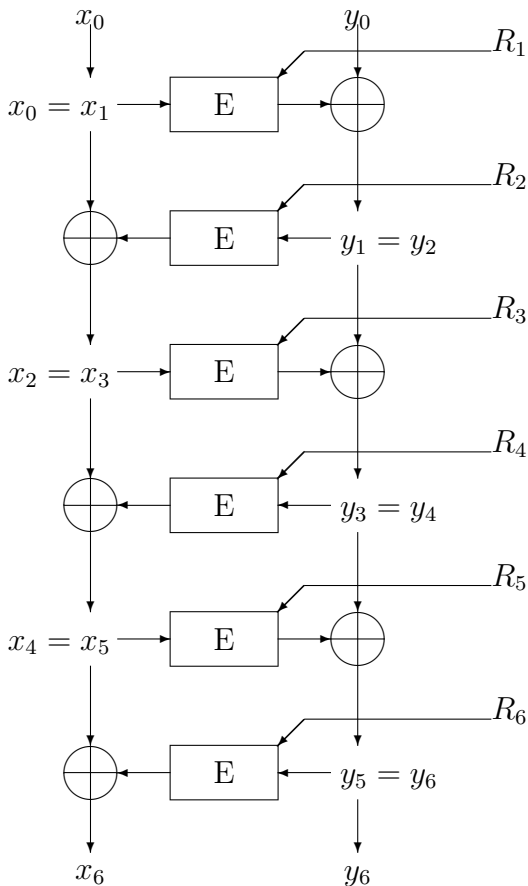 x₀ y₀ R₁
x₀ = x₁ E
R₂
E y₁ = y₂
R₃
x₂ = x₃ E
R₄
E y₃ = y₄
R₅
x₄ = x₅ E
R₆
E y₅ = y₆
x₆ y₆